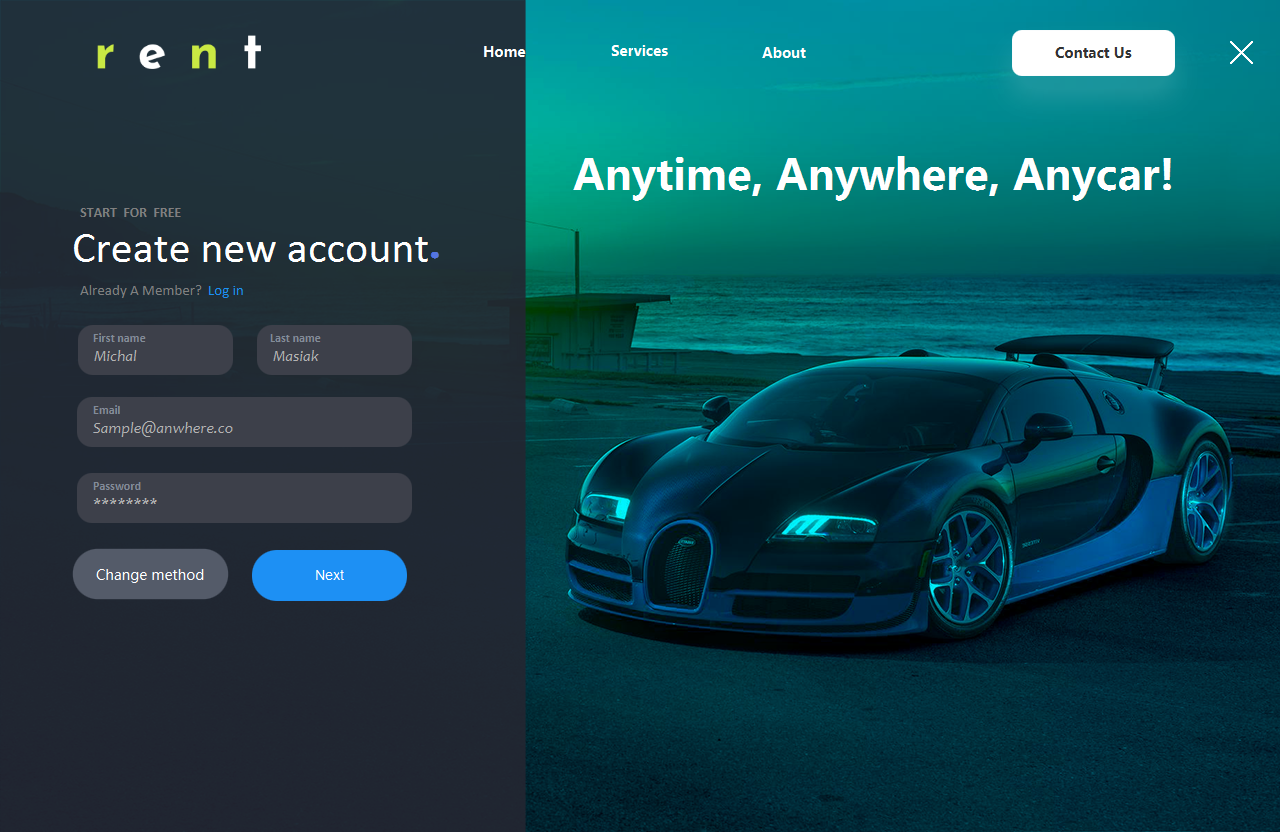 r e n t
Home
Services
About
Contact Us
Anytime, Anywhere, Anycar!
START FOR FREE
Create new account.
Already A Member? Log in
First name
Michal
Last name
Masiak
Email
Sample@anwhere.co
Password
********
Change method
Next